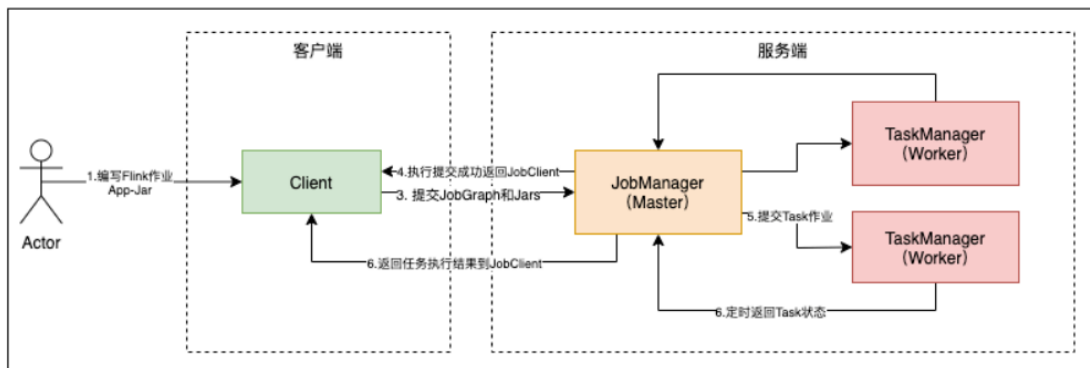 客户端
服务端
TaskManager
(Worker)
4.执行提交成功返回JobClient
1.编写Flink作业
App-Jar
Client
3. 提交JobGraph和Jars
JobManager
(Master)
5.提交Task作业
Actor
TaskManager
(Worker)
6.返回任务执行结果到JobClient
6.定时返回Task状态